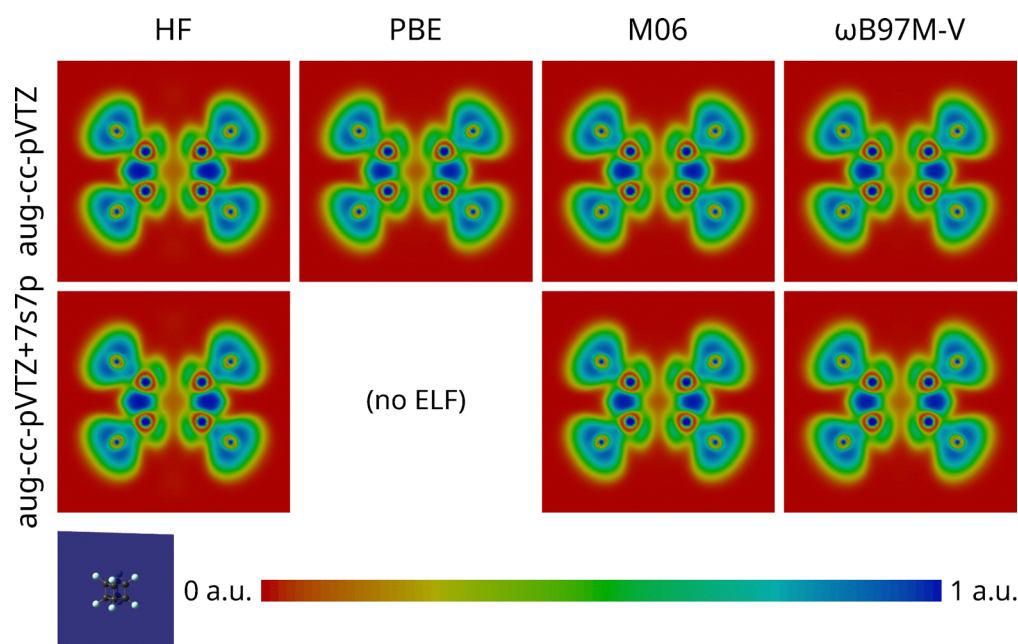 HF PBE M06 ωB97M-V
aug-cc-pVTZ
aug-cc-pVTZ+7s7p
(no ELF)
0 a.u. 1 a.u.